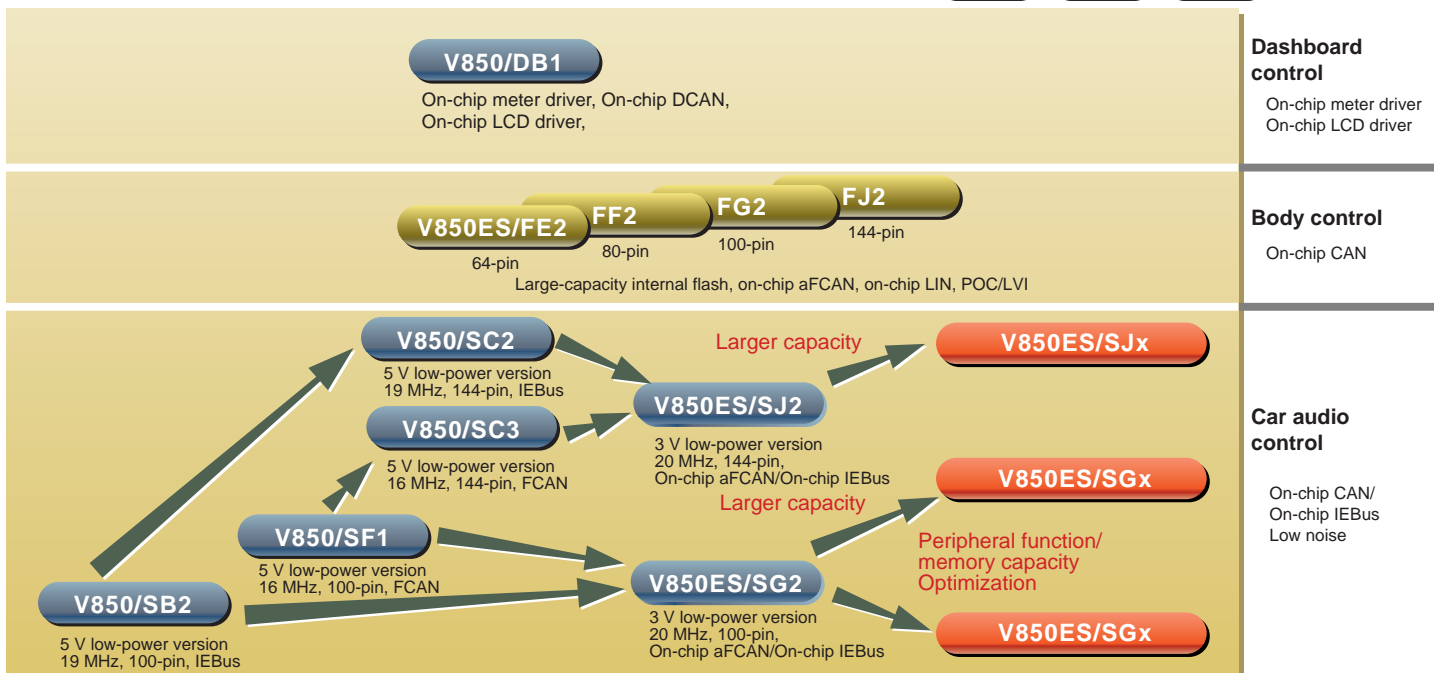 V850/DB1
On-chip meter driver, On-chip DCAN,
On-chip LCD driver,
Dashboard
control
On-chip meter driver
On-chip LCD driver
V850ES/FE2
FF2
FG2
FJ2
64-pin
80-pin
100-pin
144-pin
Large-capacity internal flash, on-chip aFCAN, on-chip LIN, POC/LVI
Body control
On-chip CAN
V850/SC2
5 V low-power version
19 MHz, 144-pin, IEBus
V850/SC3
5 V low-power version
16 MHz, 144-pin, FCAN
V850/SF1
5 V low-power version
16 MHz, 100-pin, FCAN
V850/SB2
5 V low-power version
19 MHz, 100-pin, IEBus
Larger capacity
V850ES/SJx
V850ES/SJ2
3 V low-power version
20 MHz, 144-pin,
On-chip aFCAN/On-chip IEBus
Larger capacity
V850ES/SGx
Peripheral function/
memory capacity
Optimization
V850ES/SG2
3 V low-power version
20 MHz, 100-pin,
On-chip aFCAN/On-chip IEBus
V850ES/SGx
Car audio
control
On-chip CAN/
On-chip IEBus
Low noise